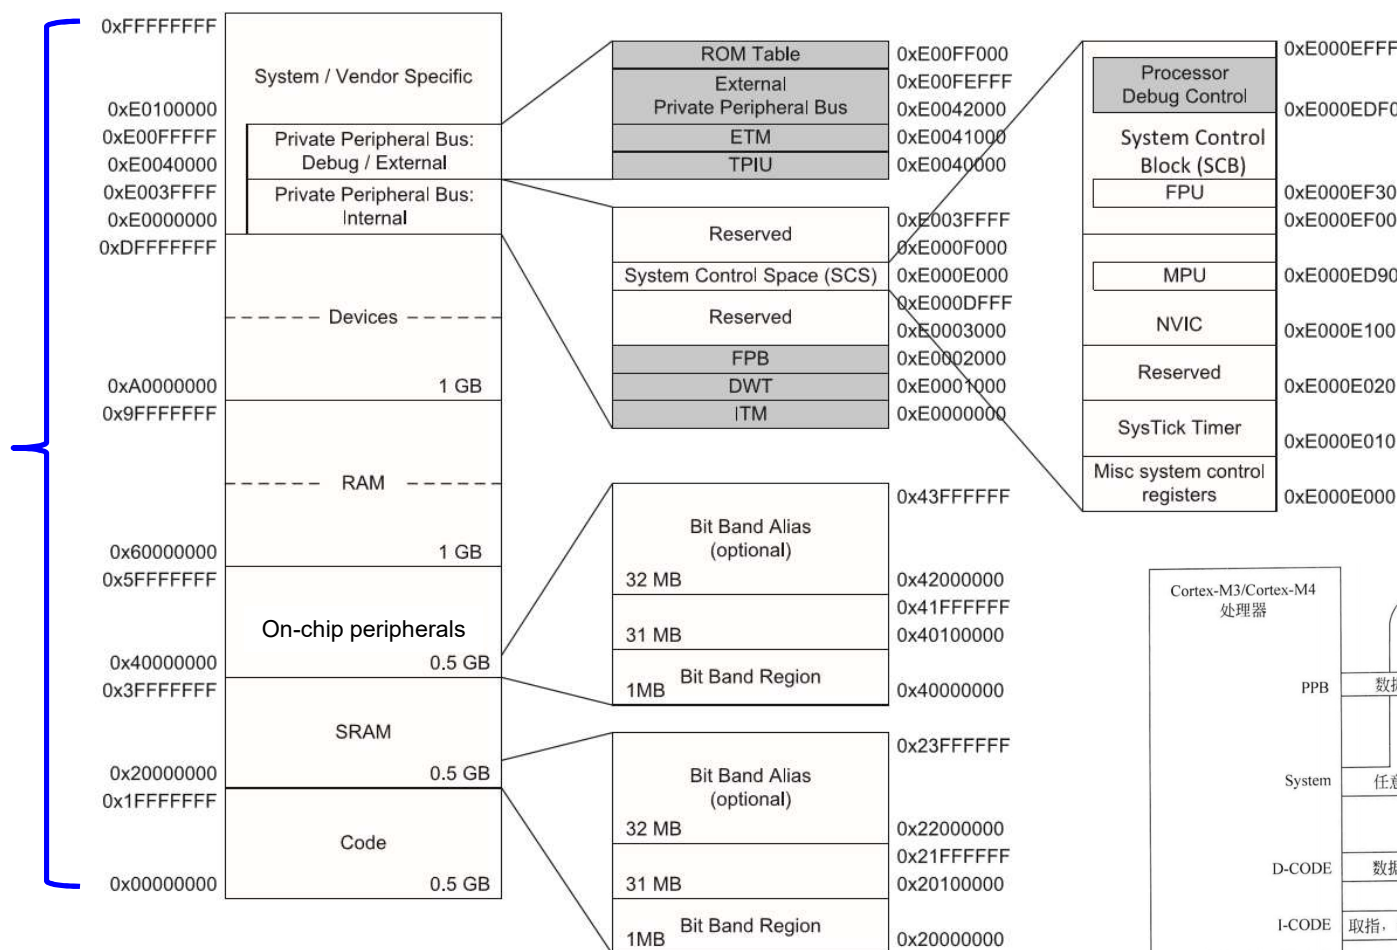 0xFFFFFFFF
System / Vendor Specific
0xE0100000
0xE00FFFFF
Private Peripheral Bus:
Debug / External
0xE0040000
0xE003FFFF
Private Peripheral Bus:
Internal
0xE0000000
0xDFFFFFFF
Devices
0xA0000000
1 GB
0x9FFFFFFF
RAM
0x60000000
1 GB
0x5FFFFFFF
On-chip peripherals
0x40000000
0.5 GB
0x3FFFFFFF
SRAM
0x20000000
0.5 GB
0x1FFFFFFF
Code
0x00000000
0.5 GB
ROM Table
0xE00FF000
External
Private Peripheral Bus
0xE00FEFFF
0xE0042000
ETM
0xE0041000
TPIU
0xE0040000
Reserved
0xE003FFFF
0xE000F000
System Control Space (SCS)
0xE000E000
0xE000DFFF
Reserved
0xE0003000
FPB
0xE0002000
DWT
0xE0001000
ITM
0xE0000000
0x43FFFFFF
Bit Band Alias
(optional)
32 MB
0x42000000
0x41FFFFFF
31 MB
0x40100000
Bit Band Region
1MB
0x40000000
0x23FFFFFF
Bit Band Alias
(optional)
32 MB
0x22000000
0x21FFFFFF
31 MB
0x20100000
Bit Band Region
1MB
0x20000000
0xE000EFFF
Processor
Debug Control
0xE000EDF0
System Control
Block (SCB)
FPU
0xE000EF30
0xE000EF00
MPU
0xE000ED90
NVIC
0xE000E100
Reserved
0xE000E020
SysTick Timer
0xE000E010
Misc system control
registers
0xE000E000
Cortex-M3/Cortex-M4
处理器
PPB
数据
System
任意
D-CODE
数据
I-CODE
取指,